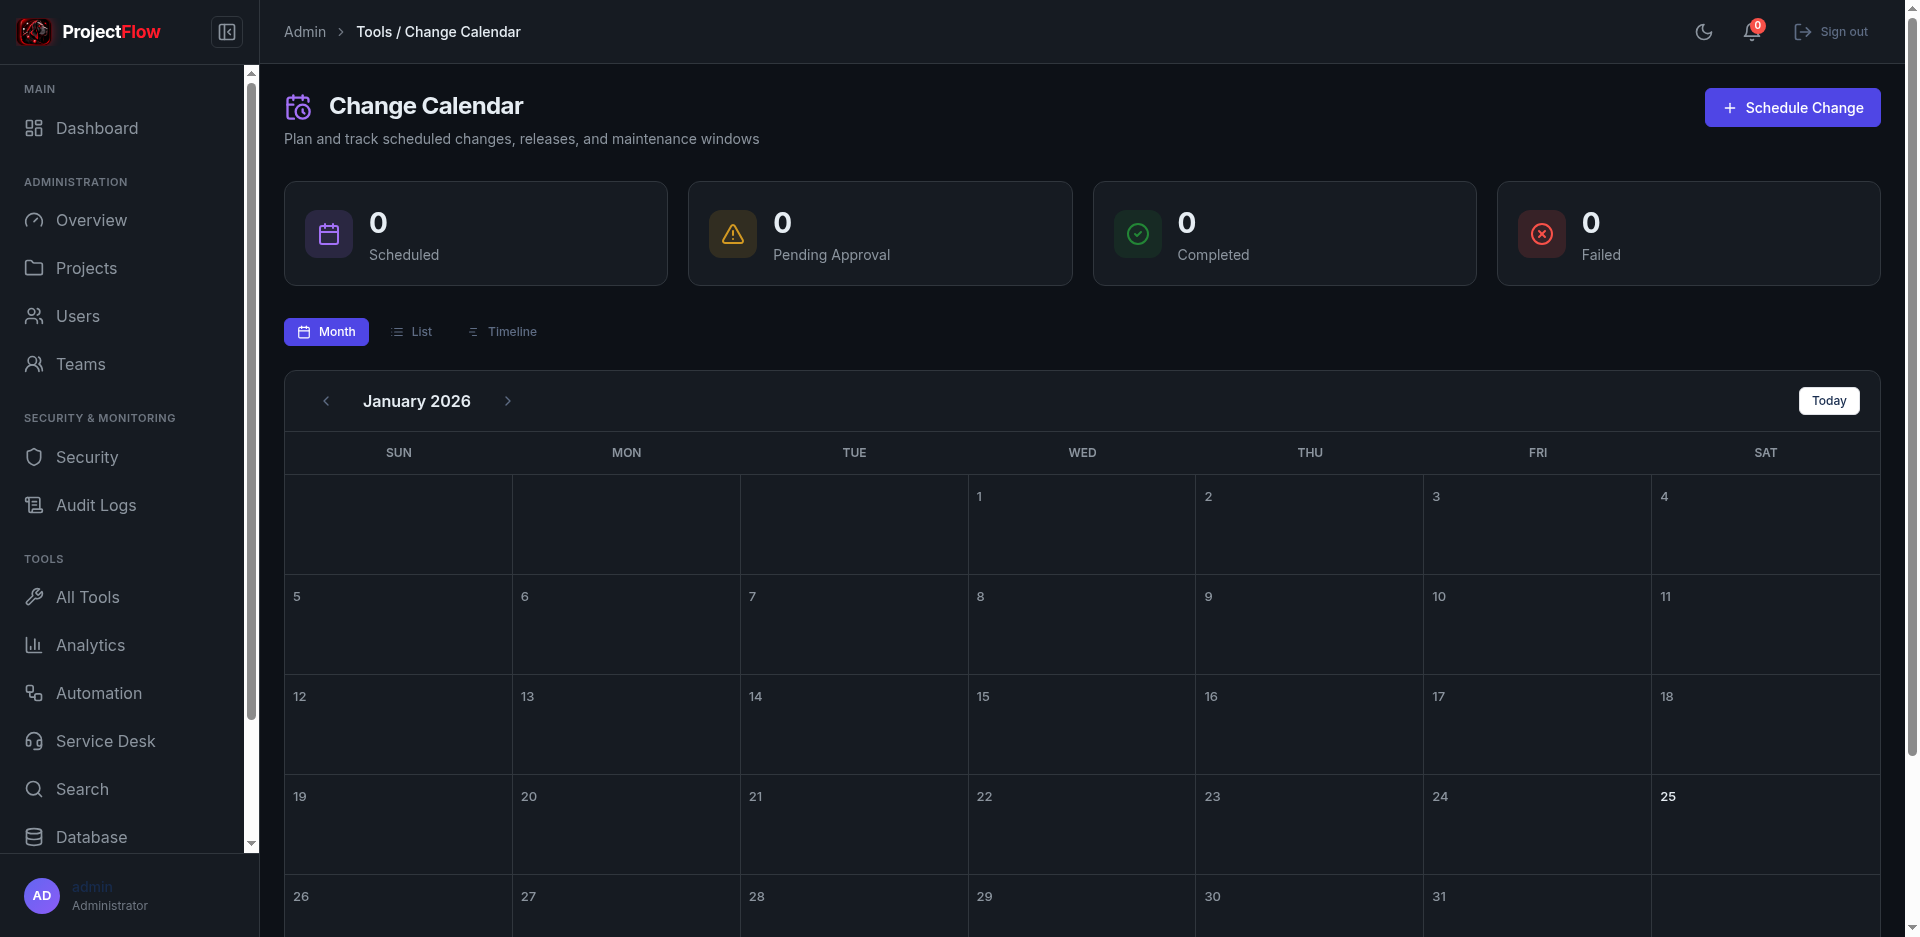 ProjectFlow
Admin > Tools / Change Calendar
0
Sign out
MAIN
Dashboard
ADMINISTRATION
Overview
Projects
Users
Teams
SECURITY & MONITORING
Security
Audit Logs
TOOLS
All Tools
Analytics
Automation
Service Desk
Search
Database
AD
admin
Administrator
Change Calendar
Plan and track scheduled changes, releases, and maintenance windows
+ Schedule Change
0
Scheduled
0
Pending Approval
0
Completed
0
Failed
Month List Timeline
January 2026
Today
SUN MON TUE WED THU FRI SAT
1 2 3 4
5 6 7 8 9 10 11
12 13 14 15 16 17 18
19 20 21 22 23 24 25
26 27 28 29 30 31